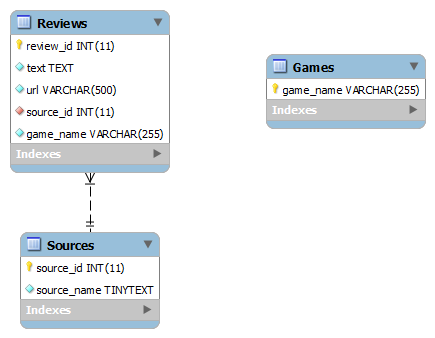 Reviews
review_id INT(11)
text TEXT
url VARCHAR(500)
source_id INT(11)
game_name VARCHAR(255)
Indexes
Games
game_name VARCHAR(255)
Indexes
Sources
source_id INT(11)
source_name TINYTEXT
Indexes